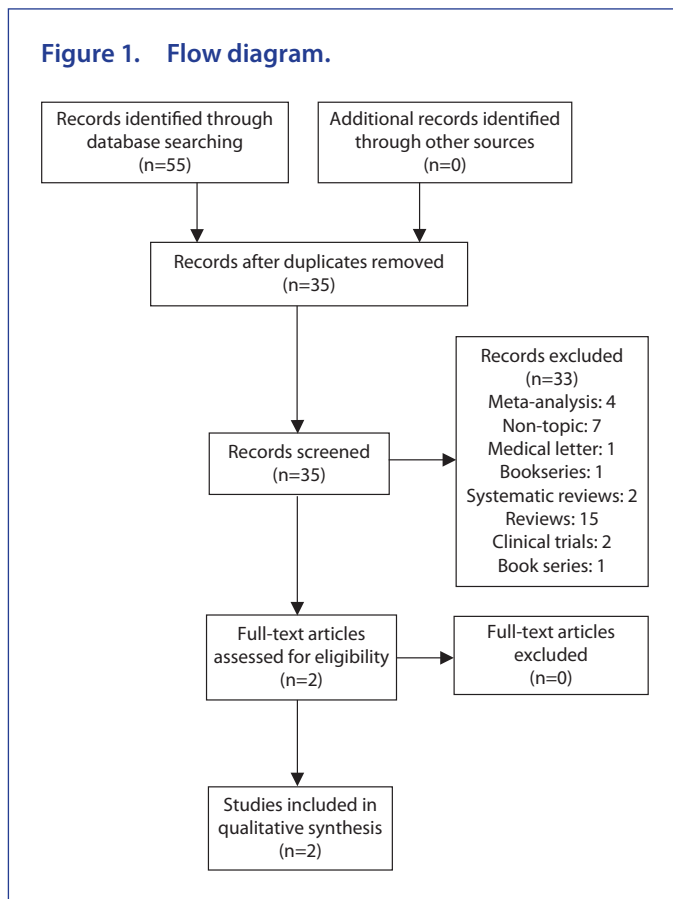 Figure 1. Flow diagram.
Records identified through
database searching
(n=55)
Additional records identified
through other sources
(n=0)
Records after duplicates removed
(n=35)
Records excluded
(n=33)
Meta-analysis: 4
Non-topic: 7
Medical letter: 1
Bookseries: 1
Systematic reviews: 2
Reviews: 15
Clinical trials: 2
Book series: 1
Records screened
(n=35)
Full-text articles
assessed for eligibility
(n=2)
Full-text articles
excluded
(n=0)
Studies included in
qualitative synthesis
(n=2)